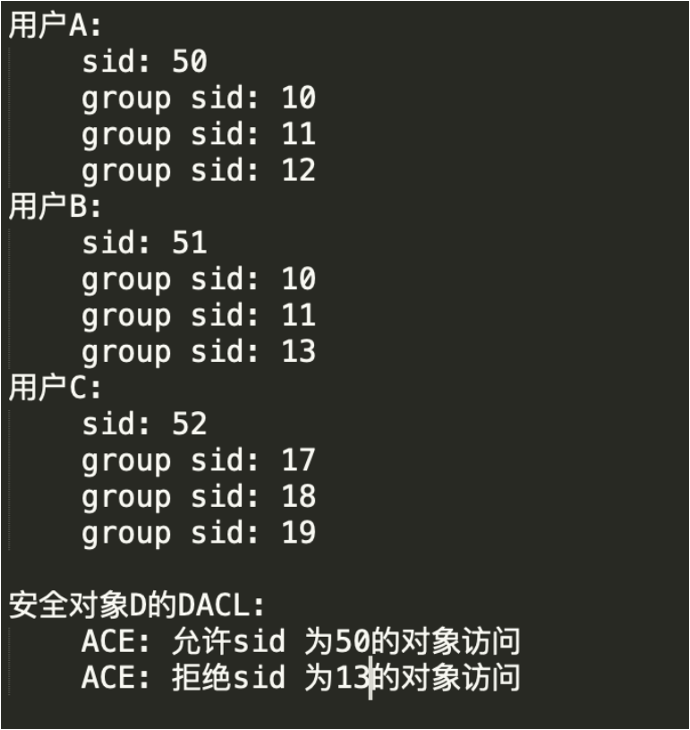 用户A:
sid: 50
group sid: 10
group sid: 11
group sid: 12
用户B:
sid: 51
group sid: 10
group sid: 11
group sid: 13
用户C:
sid: 52
group sid: 17
group sid: 18
group sid: 19
安全对象D的DACL:
ACE: 允许sid 为50的对象访问
ACE: 拒绝sid 为13的对象访问